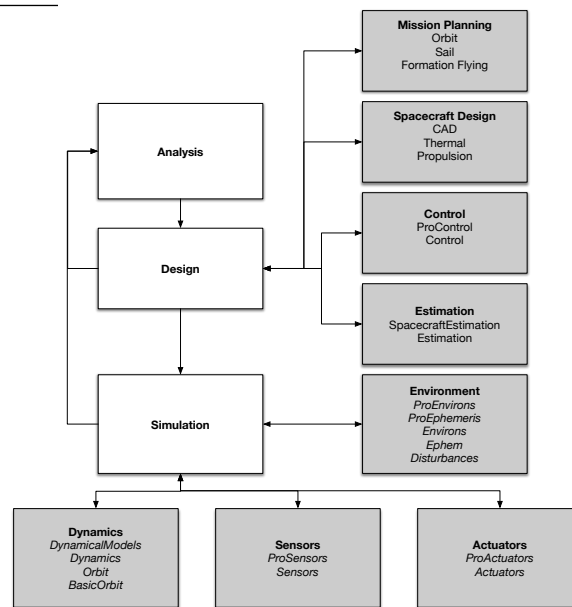 Mission Planning
Orbit
Sail
Formation Flying
Spacecraft Design
CAD
Thermal
Propulsion
Analysis
Control
ProControl
Control
Design
Estimation
SpacecraftEstimation
Estimation
Simulation
Environment
ProEnvirons
ProEphemeris
Environs
Ephem
Disturbances
Dynamics
DynamicalModels
Dynamics
Orbit
BasicOrbit
Sensors
ProSensors
Sensors
Actuators
ProActuators
Actuators